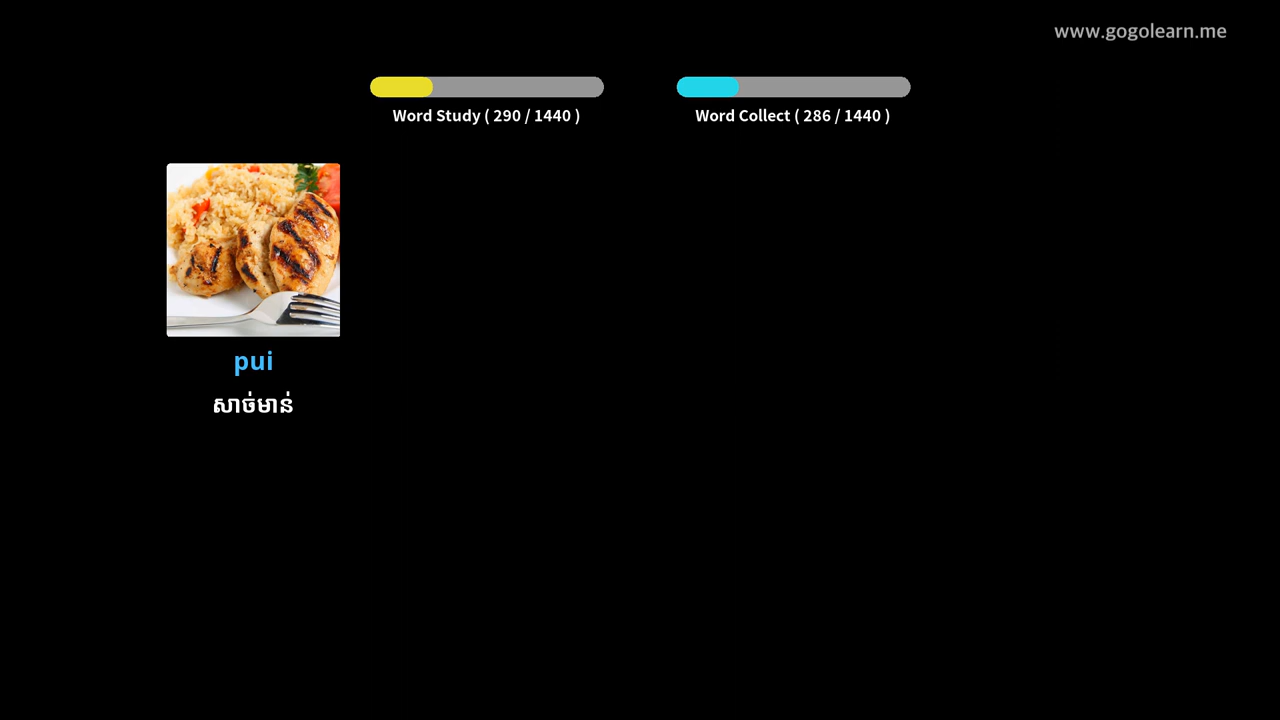 www.gogolearn.me
Word Study ( 290 / 1440 )
Word Collect ( 286 / 1440 )
pui
សាច់មាន់